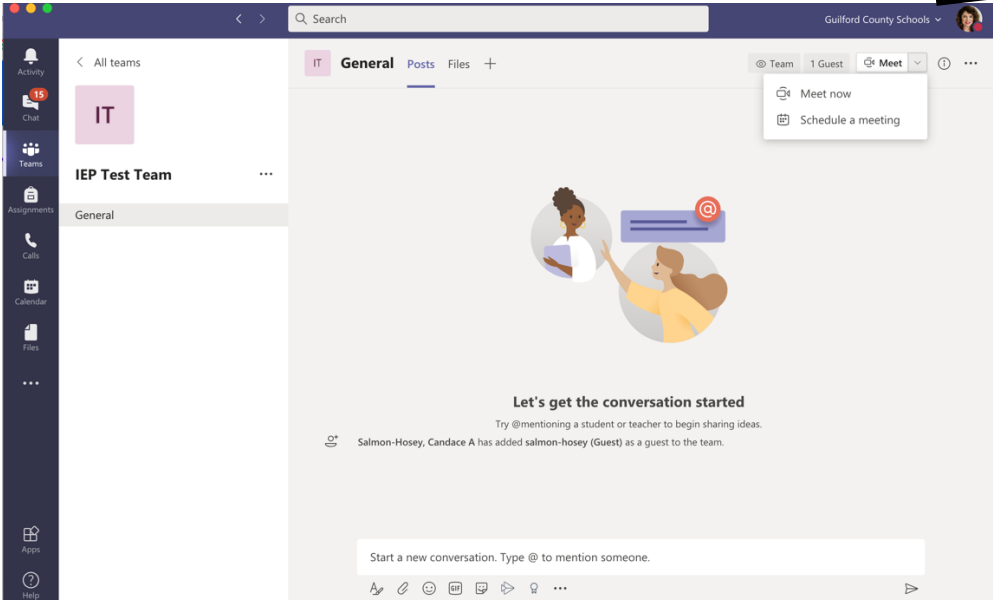 Search
Guilford County Schools
Activity
15
Chat
Teams
Assignments
Calls
Calendar
Files
Apps
Help
All teams
IT
IEP Test Team
General
IT General Posts Files
Team 1 Guest Meet
Meet now
Schedule a meeting
@
Let's get the conversation started
Try @mentioning a student or teacher to begin sharing ideas.
Salmon-Hosey, Candace A has added salmon-hosey (Guest) as a guest to the team.
Start a new conversation. Type @ to mention someone.
GIF